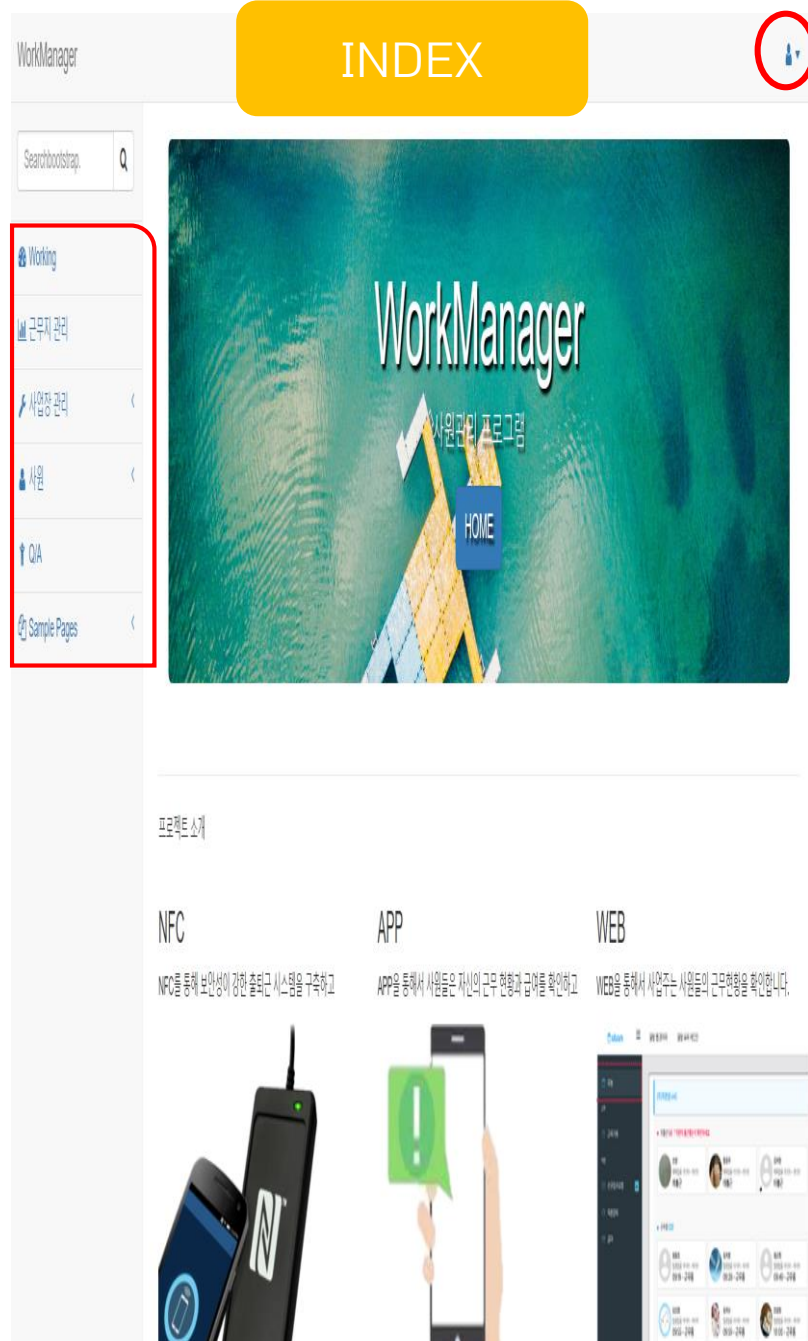 WorkManager
INDEX
Searchbootstrap.
Working
근무지 관리
사업장 관리
사원
Q/A
Sample Pages
WorkManager
사원관리 프로그램
HOME
프로젝트 소개
NFC
NFC를 통해 보안성이 강한 출퇴근 시스템을 구축하고
APP
APP을 통해서 사원들은 자신의 근무 현황과 급여를 확인하고
WEB
WEB을 통해서 사업주는 사원들의 근무현황을 확인합니다.